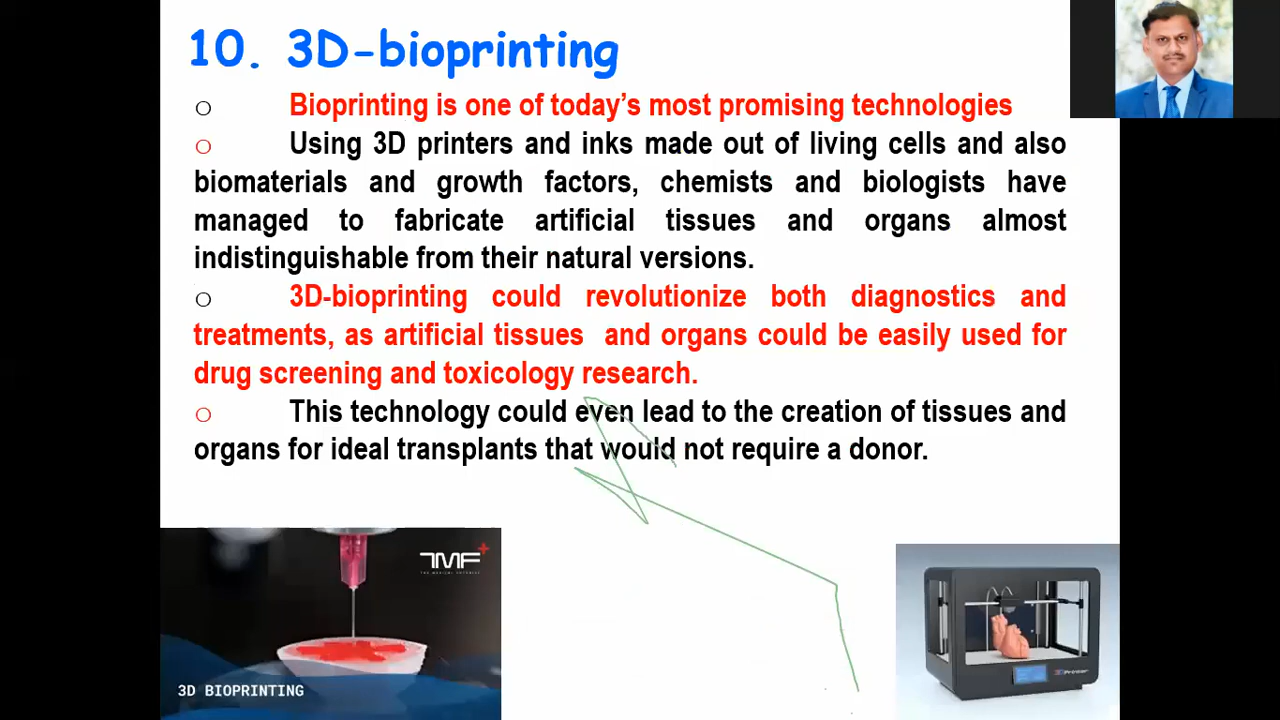 10. 3D-bioprinting
o Bioprinting is one of today's most promising technologies
o Using 3D printers and inks made out of living cells and also
biomaterials and growth factors, chemists and biologists have
managed to fabricate artificial tissues and organs almost
indistinguishable from their natural versions.
o 3D-bioprinting could revolutionize both diagnostics and
treatments, as artificial tissues and organs could be easily used for
drug screening and toxicology research.
o This technology could even lead to the creation of tissues and
organs for ideal transplants that would not require a donor.
TMF+
3D BIOPRINTING
3DPrinter